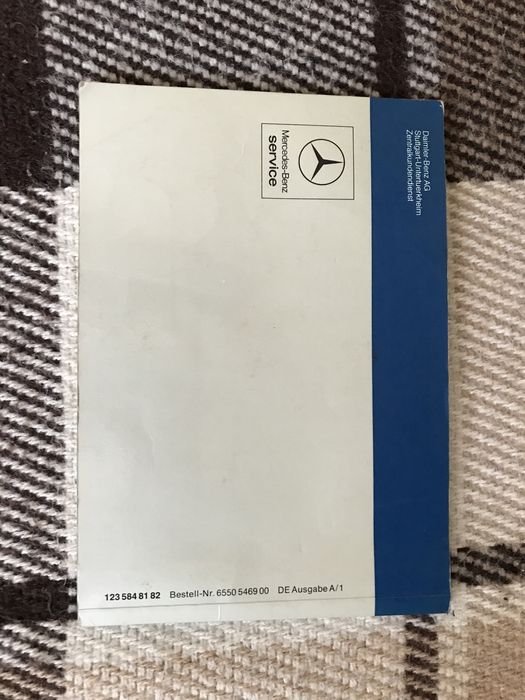 Daimler-Benz AG
Stuttgart-Untertuerkheim
Zentralkundendienst
Mercedes-Benz
service
123 584 81 82 Bestell-Nr. 6550 5469 00 DE Ausgabe A/1